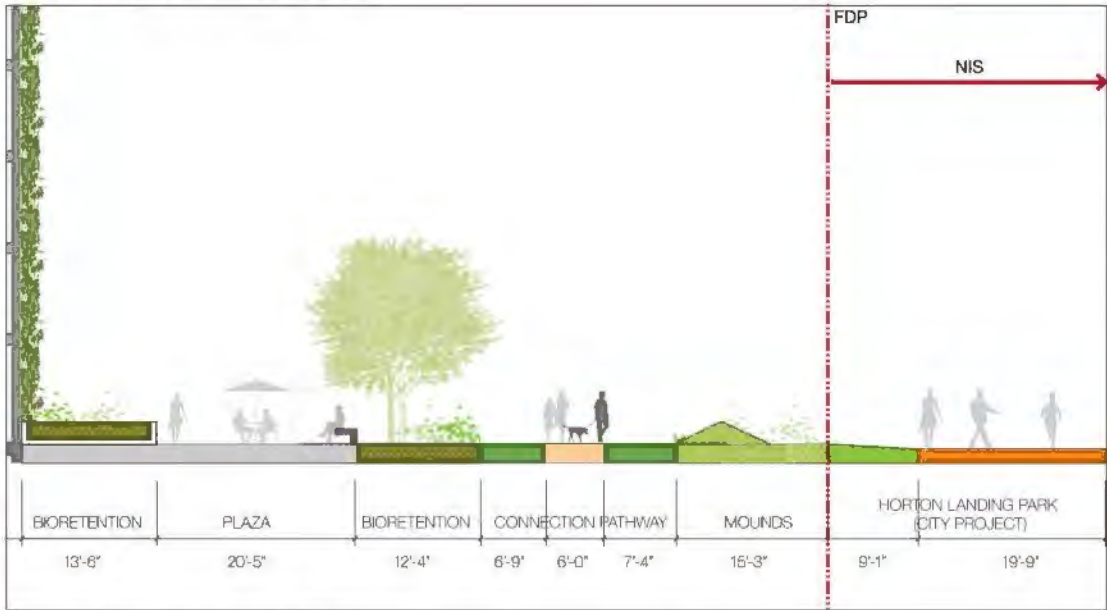 FDP
NIS
BIORETENTION PLAZA BIORETENTION CONNECTION PATHWAY MOUNDS HORTON LANDING PARK
(CITY PROJECT)
13'-6" 20'-5" 12'-4" 6'-9" 6'-0" 7'-4" 15'-3" 9'-1" 19'-9"